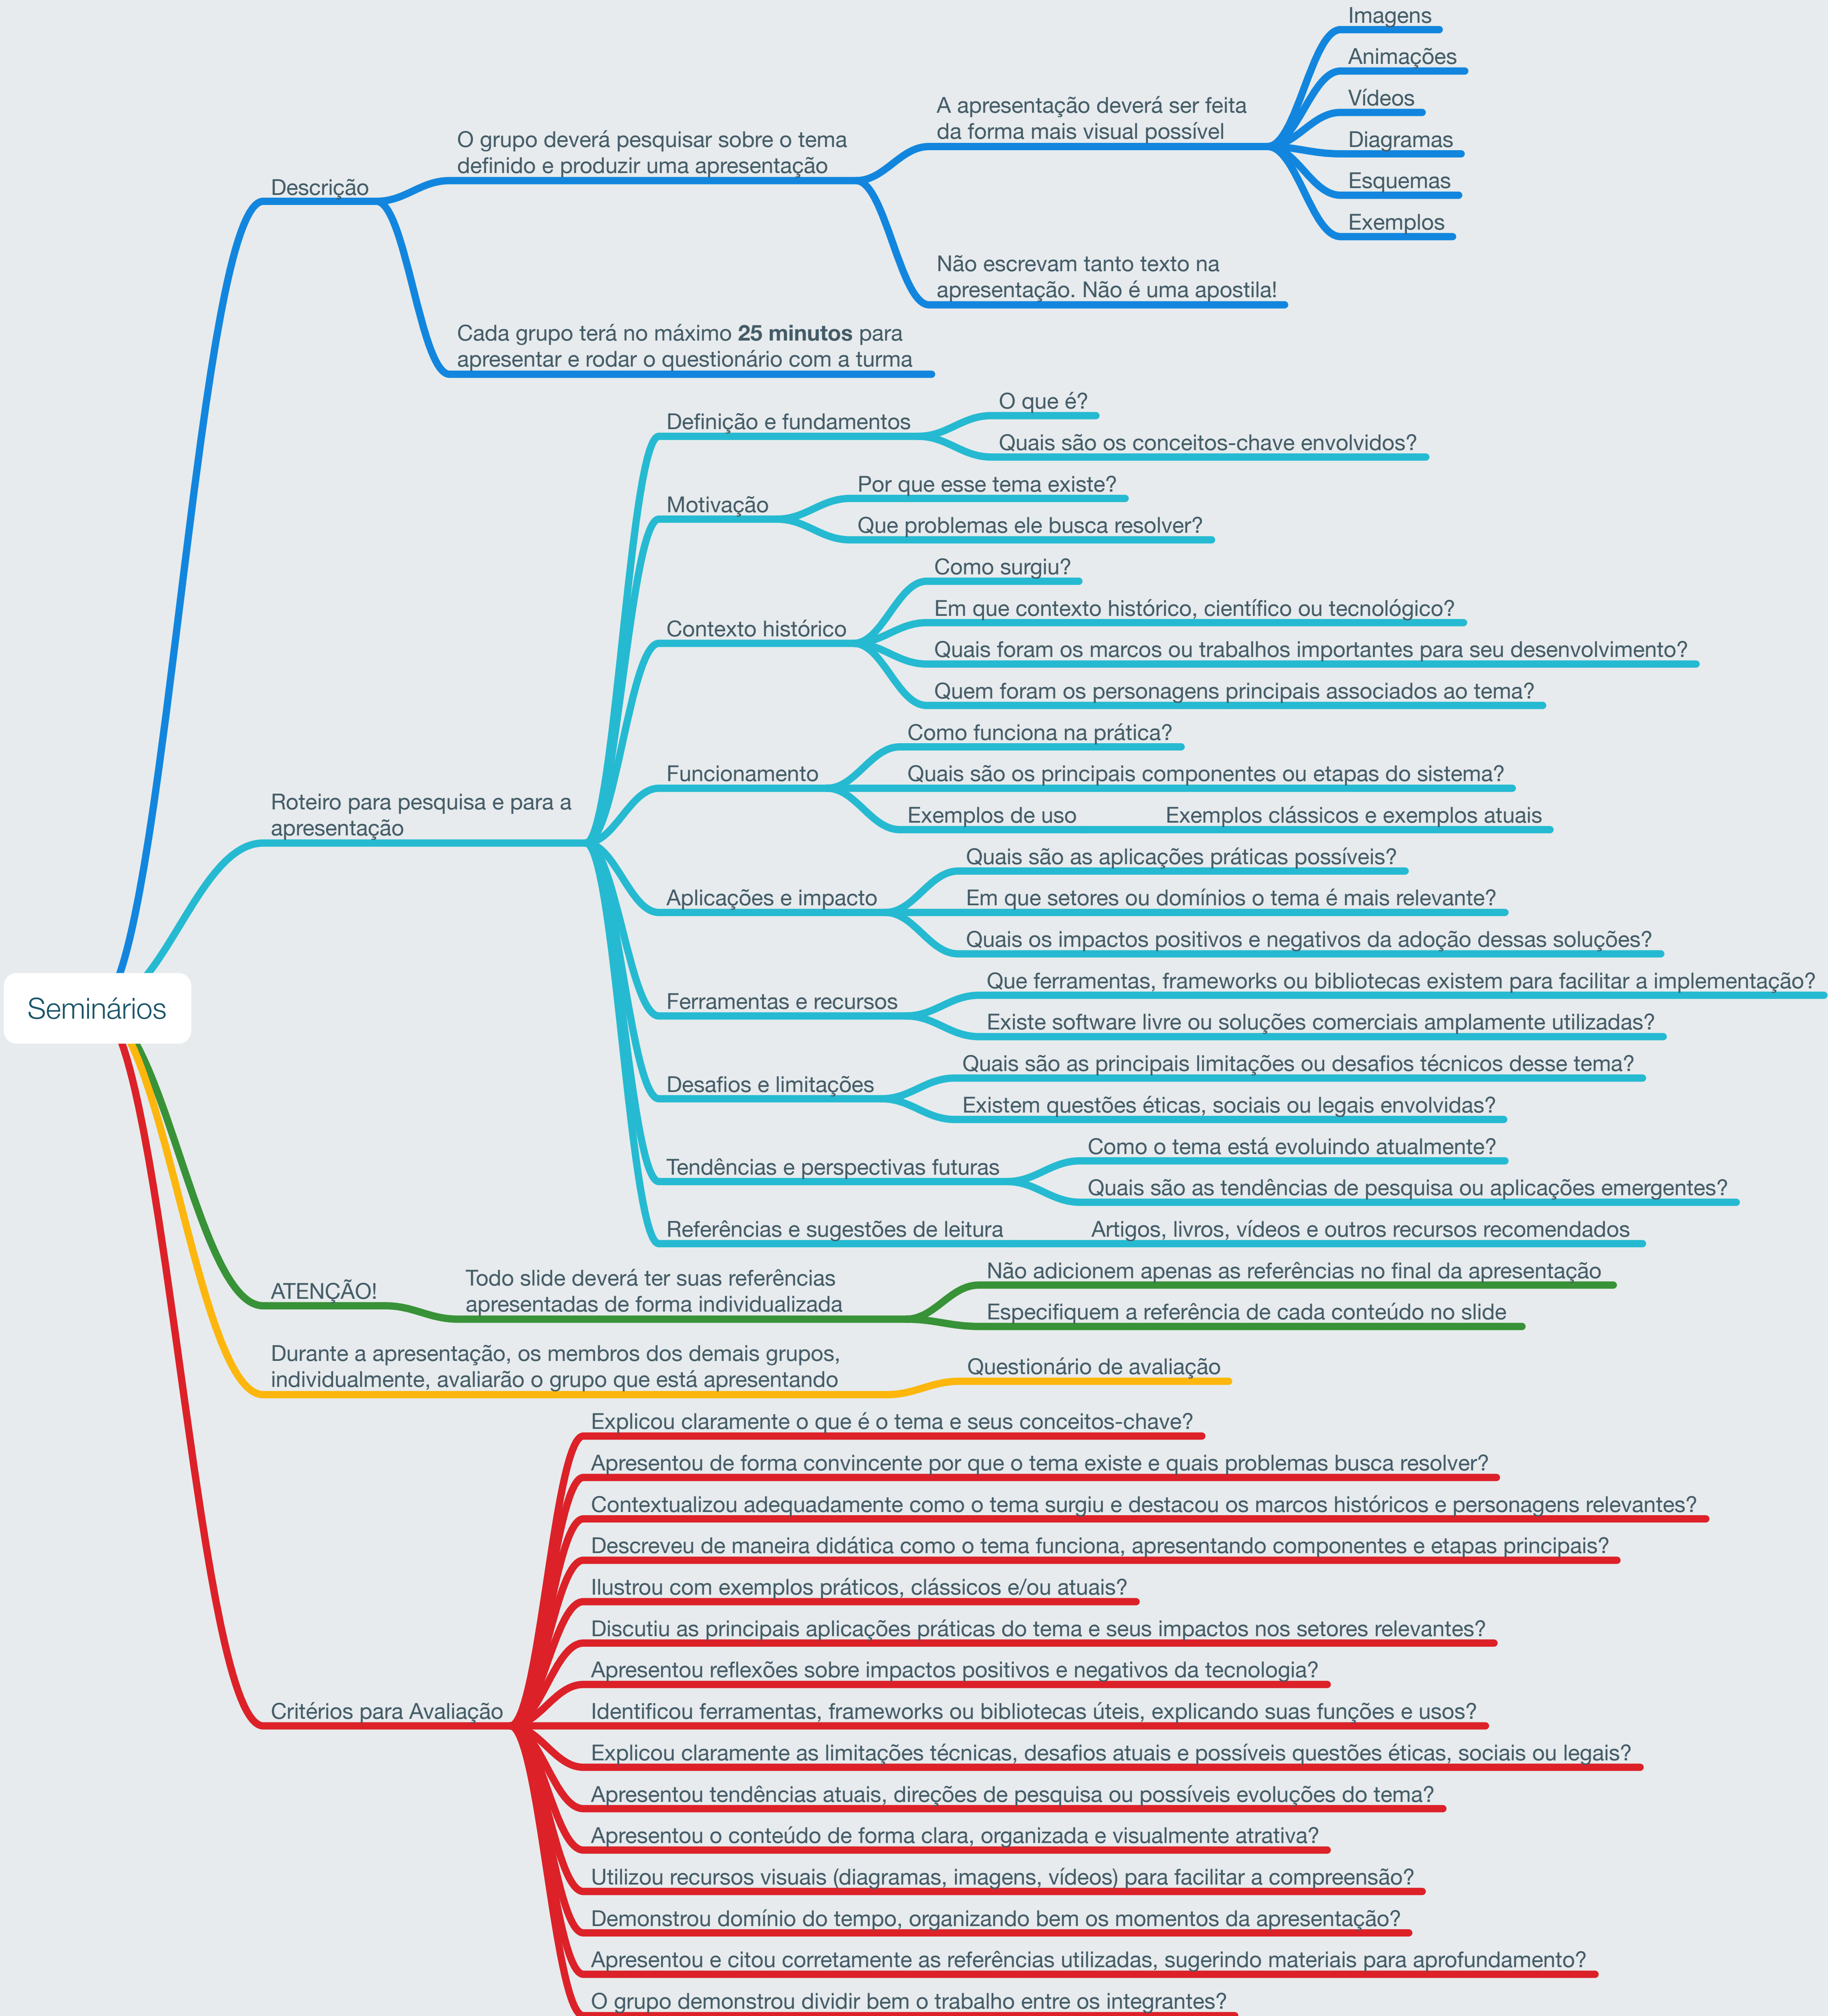 Seminários
Descrição
O grupo deverá pesquisar sobre o tema
definido e produzir uma apresentação
A apresentação deverá ser feita
da forma mais visual possível
Imagens
Animações
Vídeos
Diagramas
Esquemas
Exemplos
Não escrevam tanto texto na
apresentação. Não é uma apostila!
Cada grupo terá no máximo 25 minutos para
apresentar e rodar o questionário com a turma
Roteiro para pesquisa e para a
apresentação
Definição e fundamentos
O que é?
Quais são os conceitos-chave envolvidos?
Motivação
Por que esse tema existe?
Que problemas ele busca resolver?
Contexto histórico
Como surgiu?
Em que contexto histórico, científico ou tecnológico?
Quais foram os marcos ou trabalhos importantes para seu desenvolvimento?
Quem foram os personagens principais associados ao tema?
Funcionamento
Como funciona na prática?
Quais são os principais componentes ou etapas do sistema?
Exemplos de uso
Exemplos clássicos e exemplos atuais
Aplicações e impacto
Quais são as aplicações práticas possíveis?
Em que setores ou domínios o tema é mais relevante?
Quais os impactos positivos e negativos da adoção dessas soluções?
Ferramentas e recursos
Que ferramentas, frameworks ou bibliotecas existem para facilitar a implementação?
Existe software livre ou soluções comerciais amplamente utilizadas?
Desafios e limitações
Quais são as principais limitações ou desafios técnicos desse tema?
Existem questões éticas, sociais ou legais envolvidas?
Tendências e perspectivas futuras
Como o tema está evoluindo atualmente?
Quais são as tendências de pesquisa ou aplicações emergentes?
Referências e sugestões de leitura
Artigos, livros, vídeos e outros recursos recomendados
ATENÇÃO!
Todo slide deverá ter suas referências
apresentadas de forma individualizada
Não adicionem apenas as referências no final da apresentação
Especifiquem a referência de cada conteúdo no slide
Durante a apresentação, os membros dos demais grupos,
individualmente, avaliarão o grupo que está apresentando
Questionário de avaliação
Critérios para Avaliação
Explicou claramente o que é o tema e seus conceitos-chave?
Apresentou de forma convincente por que o tema existe e quais problemas busca resolver?
Contextualizou adequadamente como o tema surgiu e destacou os marcos históricos e personagens relevantes?
Descreveu de maneira didática como o tema funciona, apresentando componentes e etapas principais?
Ilustrou com exemplos práticos, clássicos e/ou atuais?
Discutiu as principais aplicações práticas do tema e seus impactos nos setores relevantes?
Apresentou reflexões sobre impactos positivos e negativos da tecnologia?
Identificou ferramentas, frameworks ou bibliotecas úteis, explicando suas funções e usos?
Explicou claramente as limitações técnicas, desafios atuais e possíveis questões éticas, sociais ou legais?
Apresentou tendências atuais, direções de pesquisa ou possíveis evoluções do tema?
Apresentou o conteúdo de forma clara, organizada e visualmente atrativa?
Utilizou recursos visuais (diagramas, imagens, vídeos) para facilitar a compreensão?
Demonstrou domínio do tempo, organizando bem os momentos da apresentação?
Apresentou e citou corretamente as referências utilizadas, sugerindo materiais para aprofundamento?
O grupo demonstrou dividir bem o trabalho entre os integrantes?